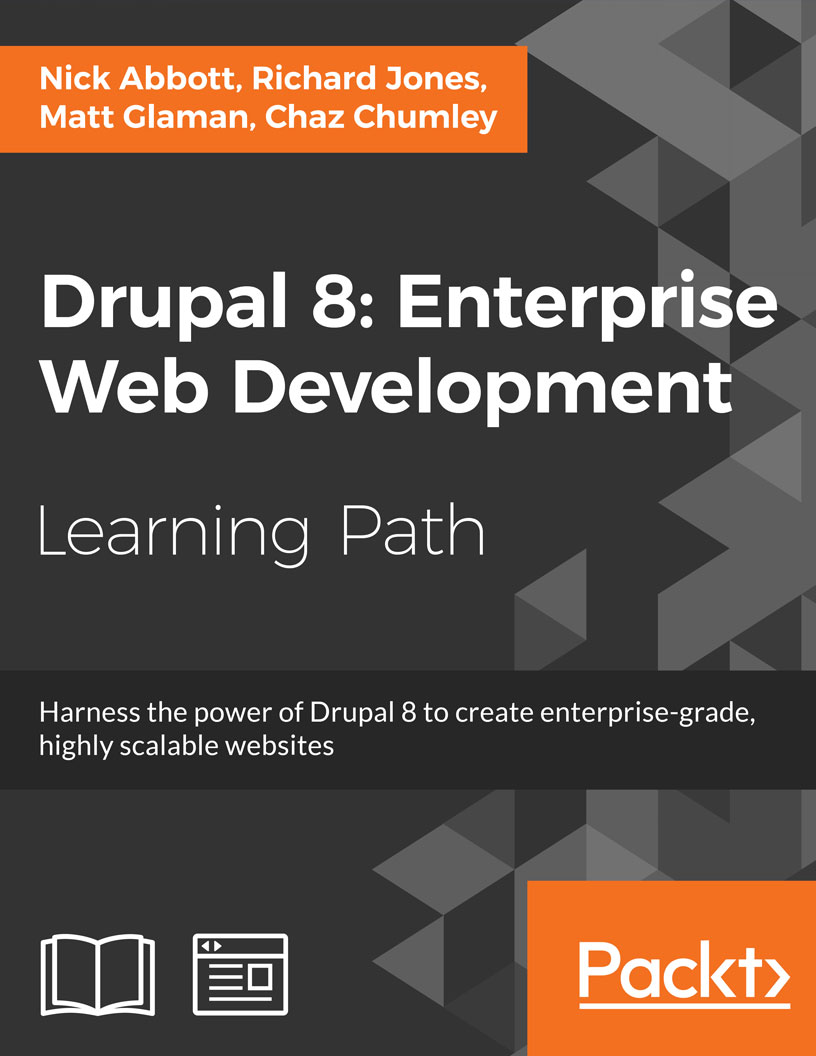 Nick Abbott, Richard Jones,
Matt Glaman, Chaz Chumley
Drupal 8: Enterprise
Web Development
Learning Path
Harness the power of Drupal 8 to create enterprise-grade,
highly scalable websites
Packt